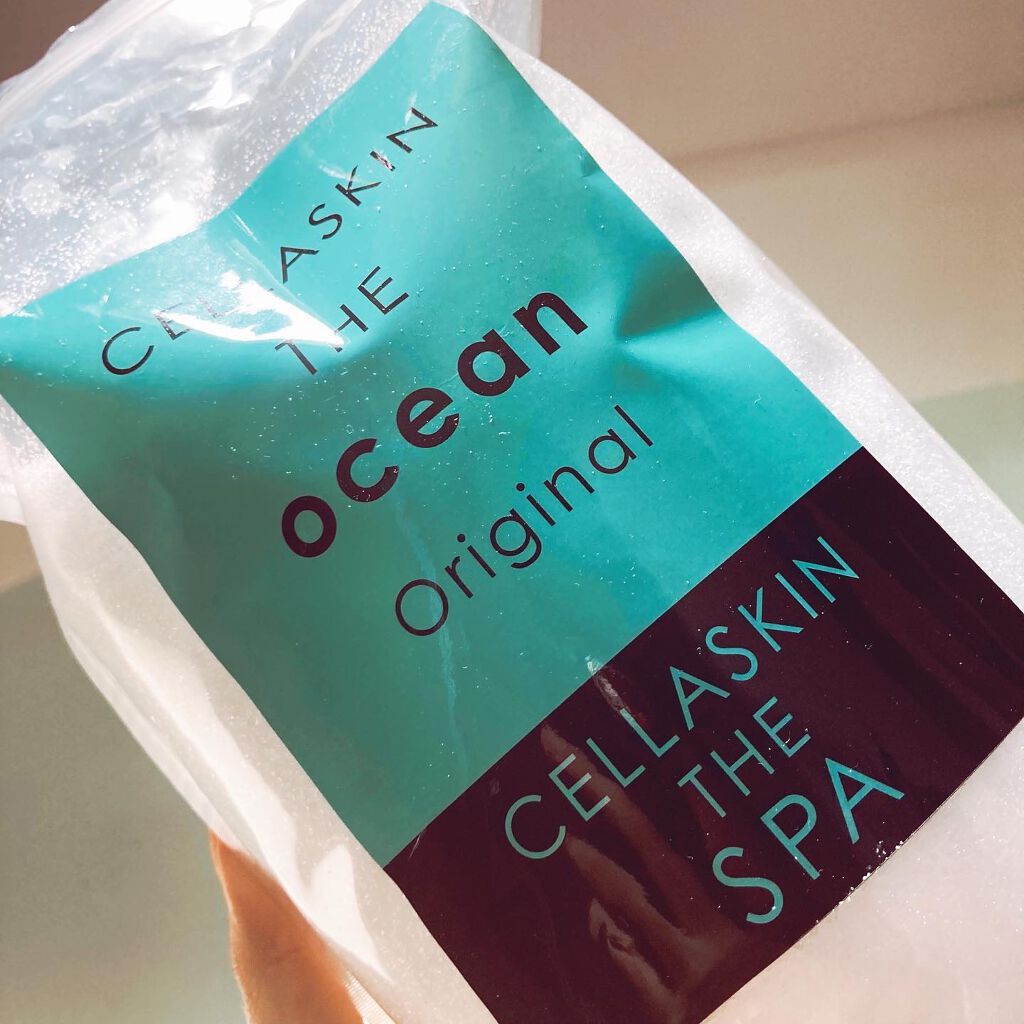 CELLASKIN
THE
ocean
Original
CELLASKIN
THE
SPA